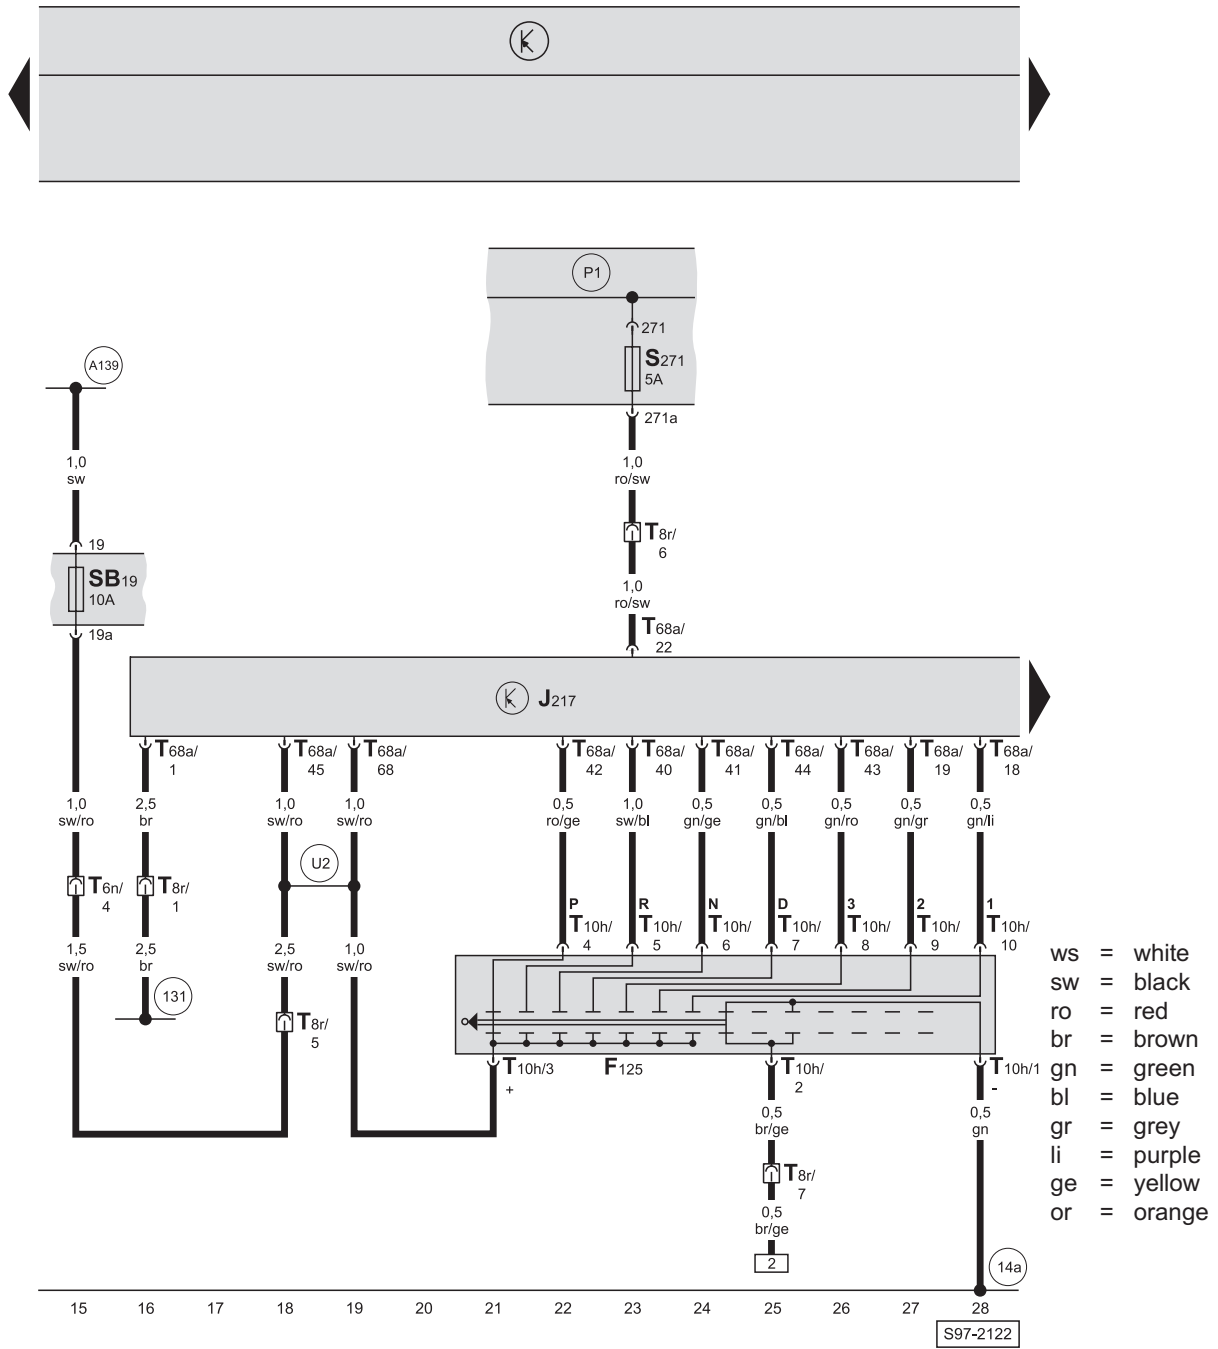 P1
271
S271
5A
271a
A139
1,0
sw
1,0
ro/sw
T8r/
6
19
SB19
10A
19a
1,0
ro/sw
T68a/
22
J217
T68a/
1
T68a/
45
T68a/
68
T68a/
42
T68a/
40
T68a/
41
T68a/
44
T68a/
43
T68a/
19
T68a/
18
1,0
sw/ro
2,5
br
1,0
sw/ro
1,0
sw/ro
0,5
ro/ge
1,0
sw/bl
0,5
gn/ge
0,5
gn/bl
0,5
gn/ro
0,5
gn/gr
0,5
gn/li
U2
T6n/
4
T8r/
1
P
T10h/
4
R
T10h/
5
N
T10h/
6
D
T10h/
7
3
T10h/
8
2
T10h/
9
1
T10h/
10
1,5
sw/ro
2,5
br
2,5
sw/ro
1,0
sw/ro
131
T8r/
5
T10h/3
+
F125
T10h/
2
T10h/1
-
0,5
br/ge
0,5
gn
T8r/
7
0,5
br/ge
2
14a
15 16 17 18 19 20 21 22 23 24 25 26 27 28
S97-2122
ws = white
sw = black
ro = red
br = brown
gn = green
bl = blue
gr = grey
li = purple
ge = yellow
or = orange